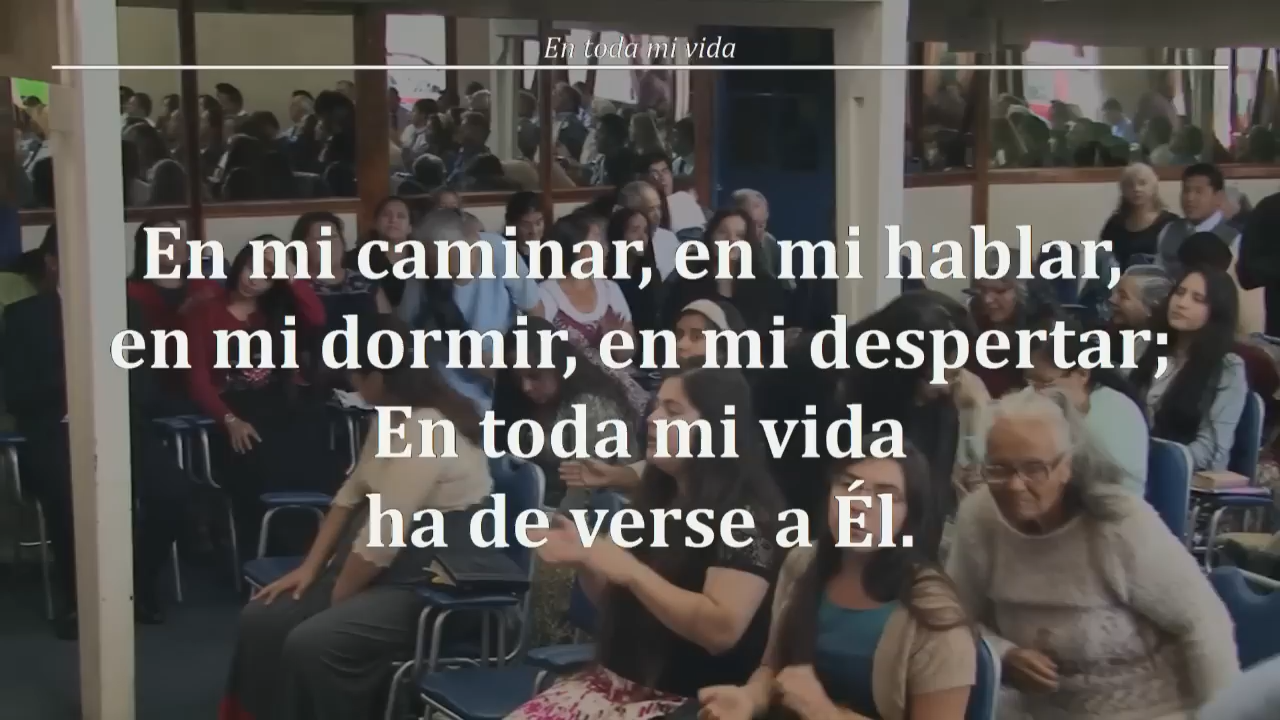 En toda mi vida
En mi caminar, en mi hablar,
en mi dormir, en mi despertar;
En toda mi vida
ha de verse a Él.